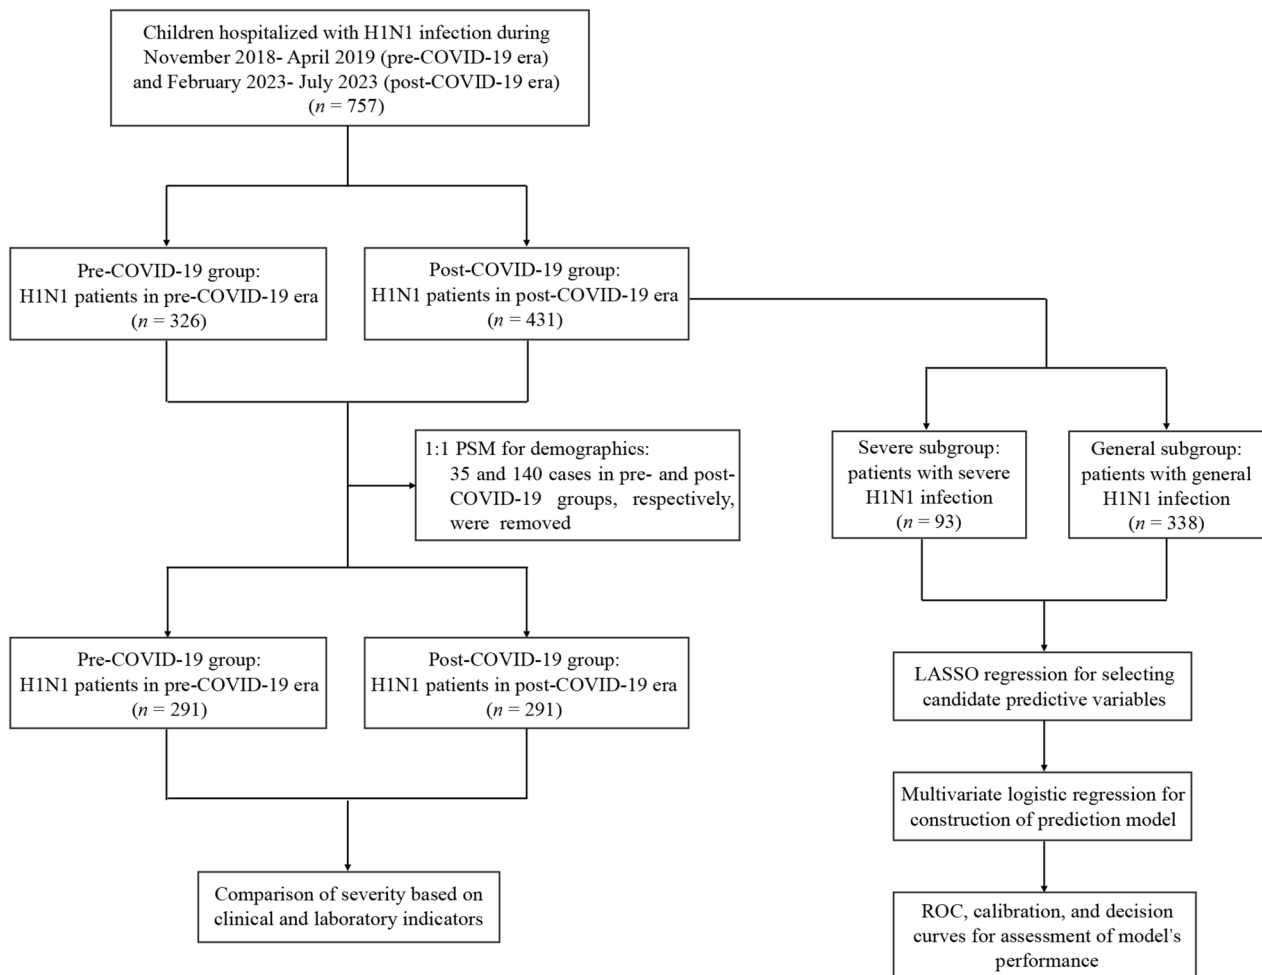 Children hospitalized with H1N1 infection during
November 2018- April 2019 (pre-COVID-19 era)
and February 2023- July 2023 (post-COVID-19 era)
(n = 757)
Pre-COVID-19 group:
H1N1 patients in pre-COVID-19 era
(n = 326)
Post-COVID-19 group:
H1N1 patients in post-COVID-19 era
(n = 431)
1:1 PSM for demographics:
35 and 140 cases in pre- and post-
COVID-19 groups, respectively,
were removed
Severe subgroup:
patients with severe
H1N1 infection
(n = 93)
General subgroup:
patients with general
H1N1 infection
(n = 338)
Pre-COVID-19 group:
H1N1 patients in pre-COVID-19 era
(n = 291)
Post-COVID-19 group:
H1N1 patients in post-COVID-19 era
(n = 291)
LASSO regression for selecting
candidate predictive variables
Multivariate logistic regression for
construction of prediction model
Comparison of severity based on
clinical and laboratory indicators
ROC, calibration, and decision
curves for assessment of model's
performance